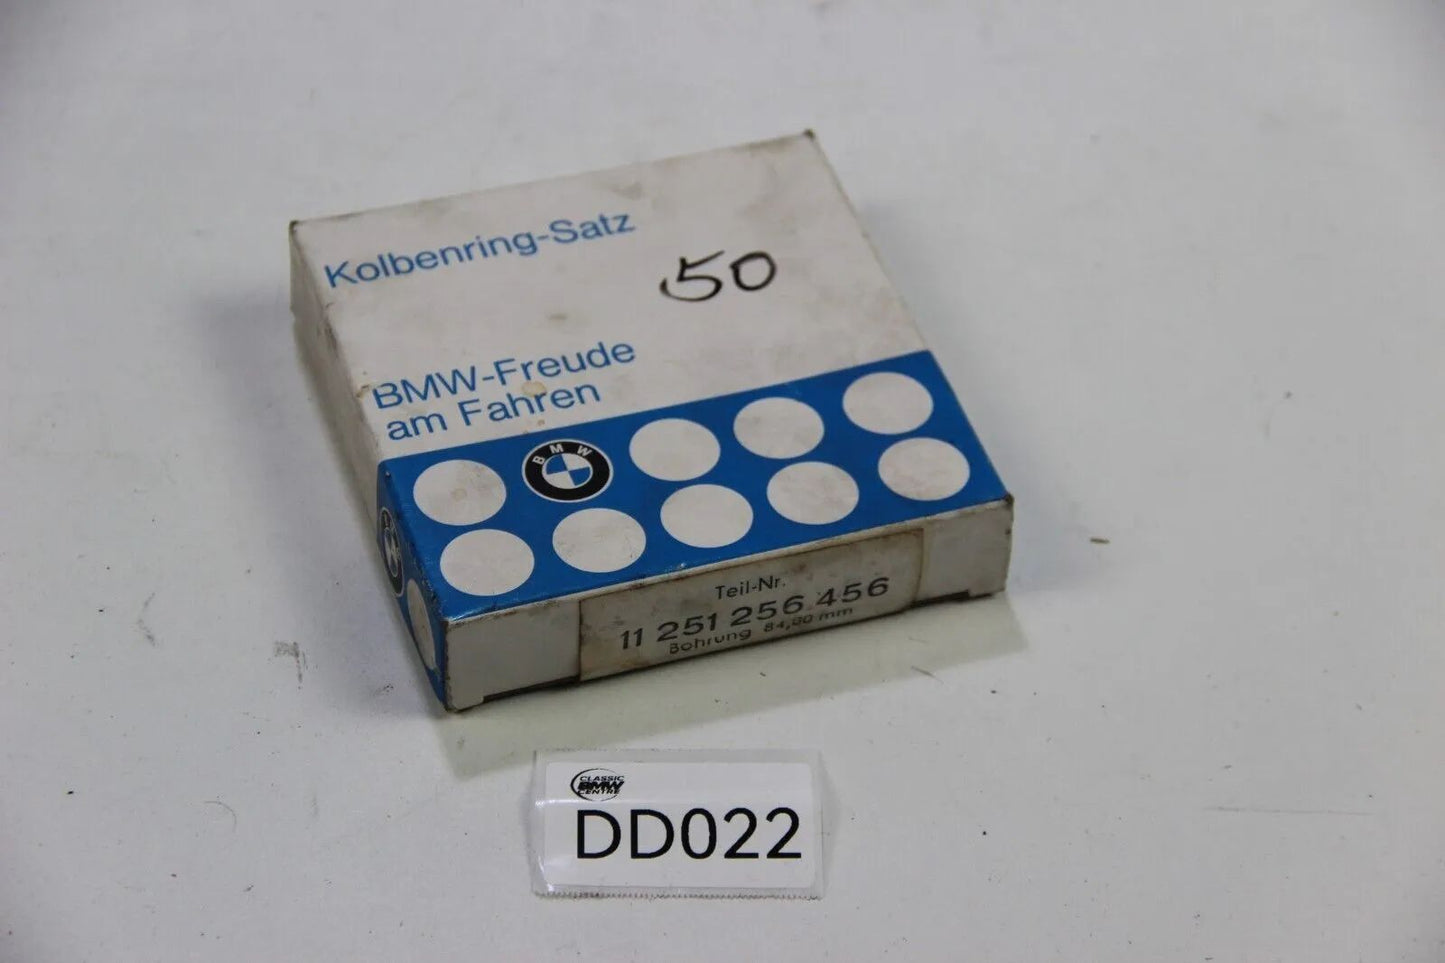 Kolbenring-Satz
50
BMW-Freude
am Fahren
BMW
Teil-Nr.
11 251 256 456
Bohrung 84,00 mm
CLASSIC
BMW
CENTRE
DD022